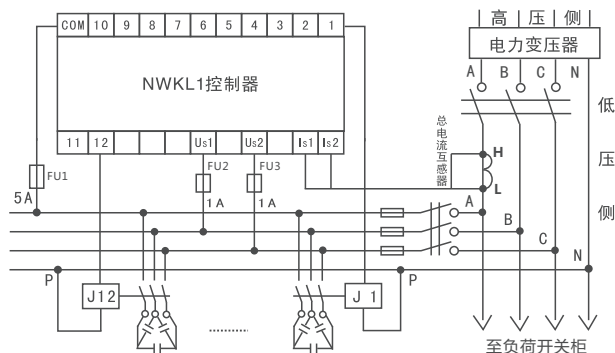 高 压 侧
电力变压器
A B C N
低压侧
COM 10 9 8 7 6 5 4 3 2 1
NWKL1控制器
11 12 Us1 Us2 Is1 Is2
总电流互感器
H
L
FU1
5A
FU2
1A
FU3
1A
A
B
C
N
P
P
J12
J 1
至负荷开关柜